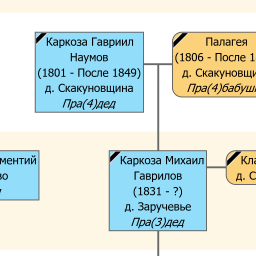 Каркоза Гавриил
Наумов
(1801 - После 1849)
д. Скакуновщина
Пра(4)дед
Палагея
(1806 - После
д. Скакуновщи
Пра(4)бабуш
Каркоза Михаил
Гаврилов
(1831 - ?)
д. Заручевье
Пра(3)дед
ментий
во
Кла
д. С